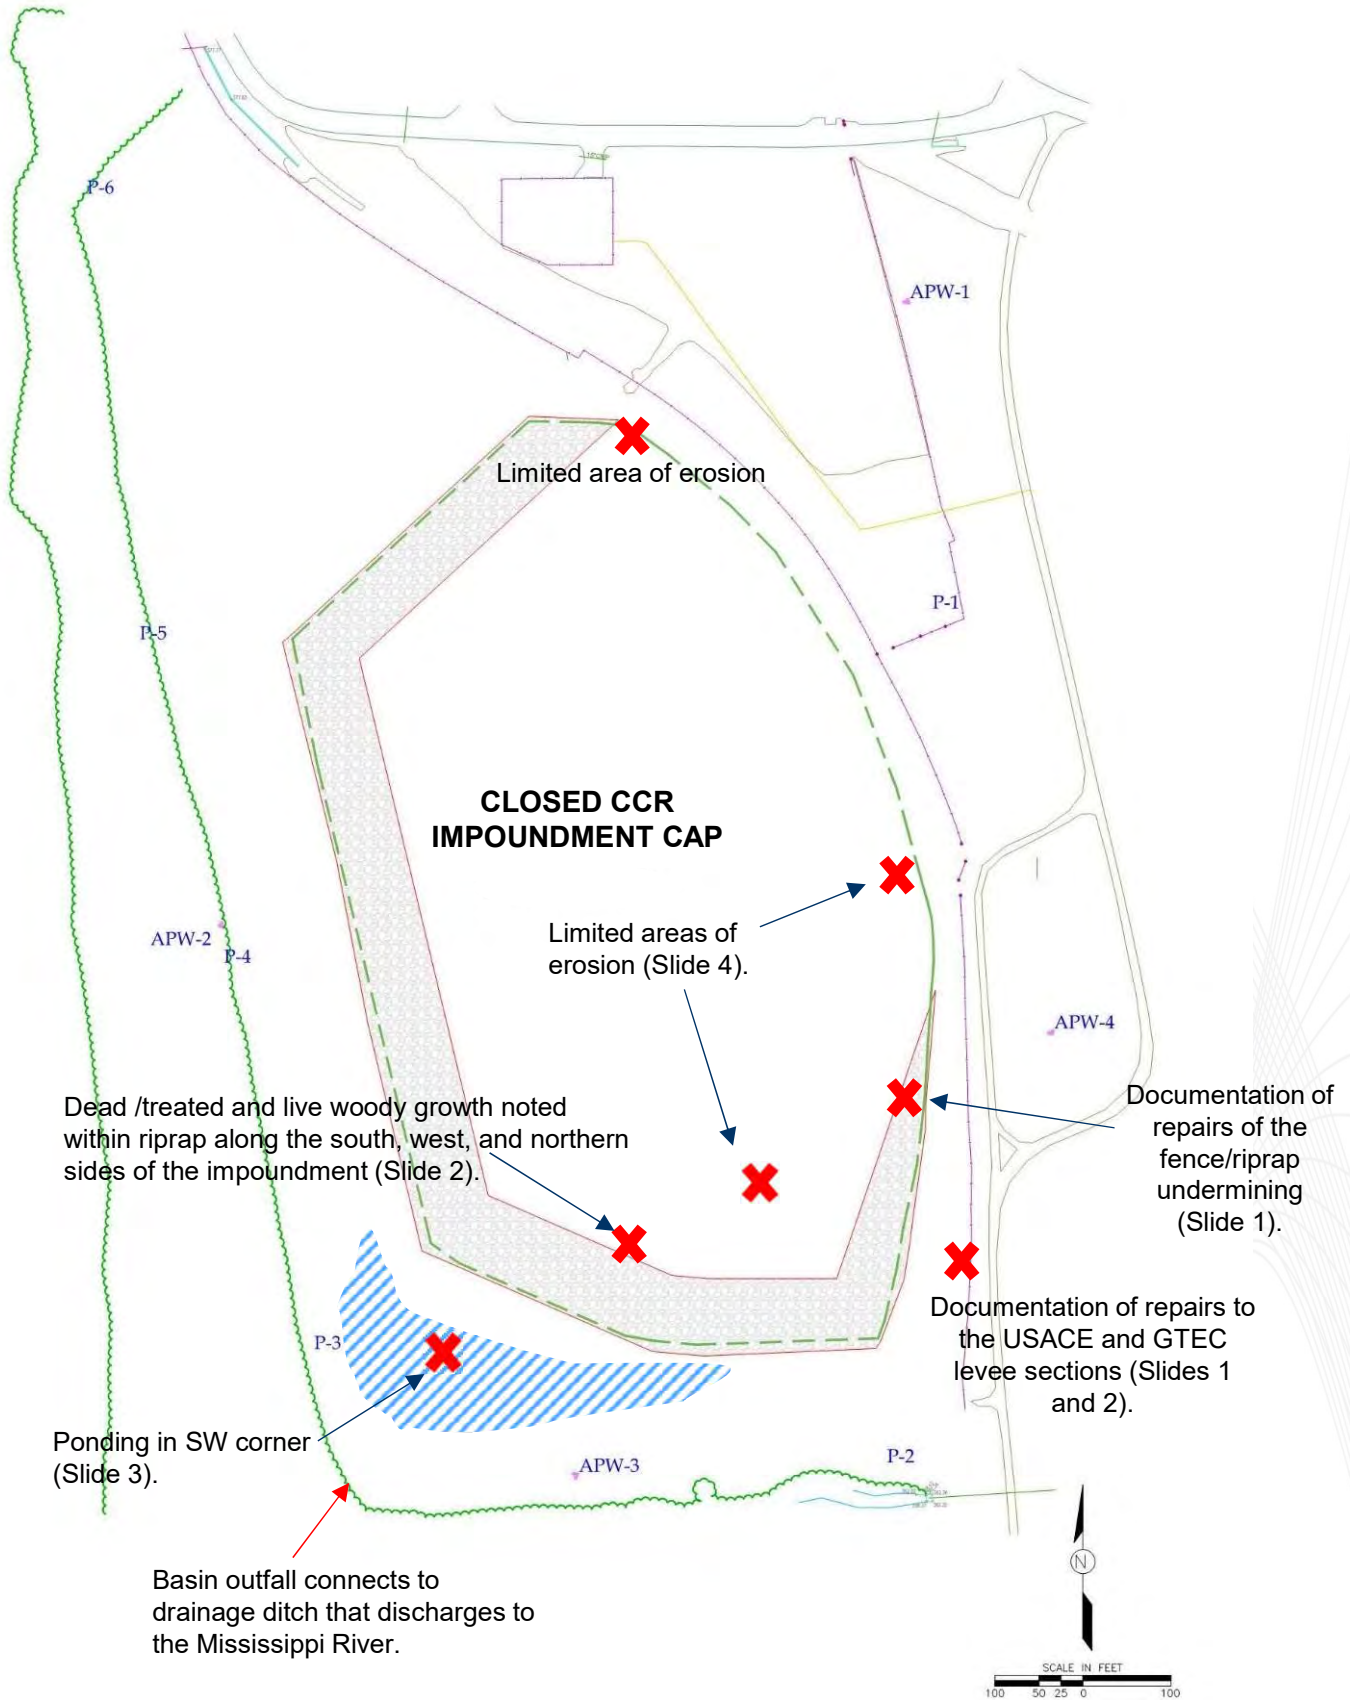 P-6
APW-1
Limited area of erosion
P-1
P-5
CLOSED CCR
IMPOUNDMENT CAP
Limited areas of
erosion (Slide 4).
APW-2
P-4
APW-4
Dead /treated and live woody growth noted
within riprap along the south, west, and northern
sides of the impoundment (Slide 2).
Documentation of
repairs of the
fence/riprap
undermining
(Slide 1).
Documentation of repairs to
the USACE and GTEC
levee sections (Slides 1
and 2).
P-3
Ponding in SW corner
(Slide 3).
APW-3
P-2
Basin outfall connects to
drainage ditch that discharges to
the Mississippi River.
N
SCALE IN FEET
100 50 25 0 100